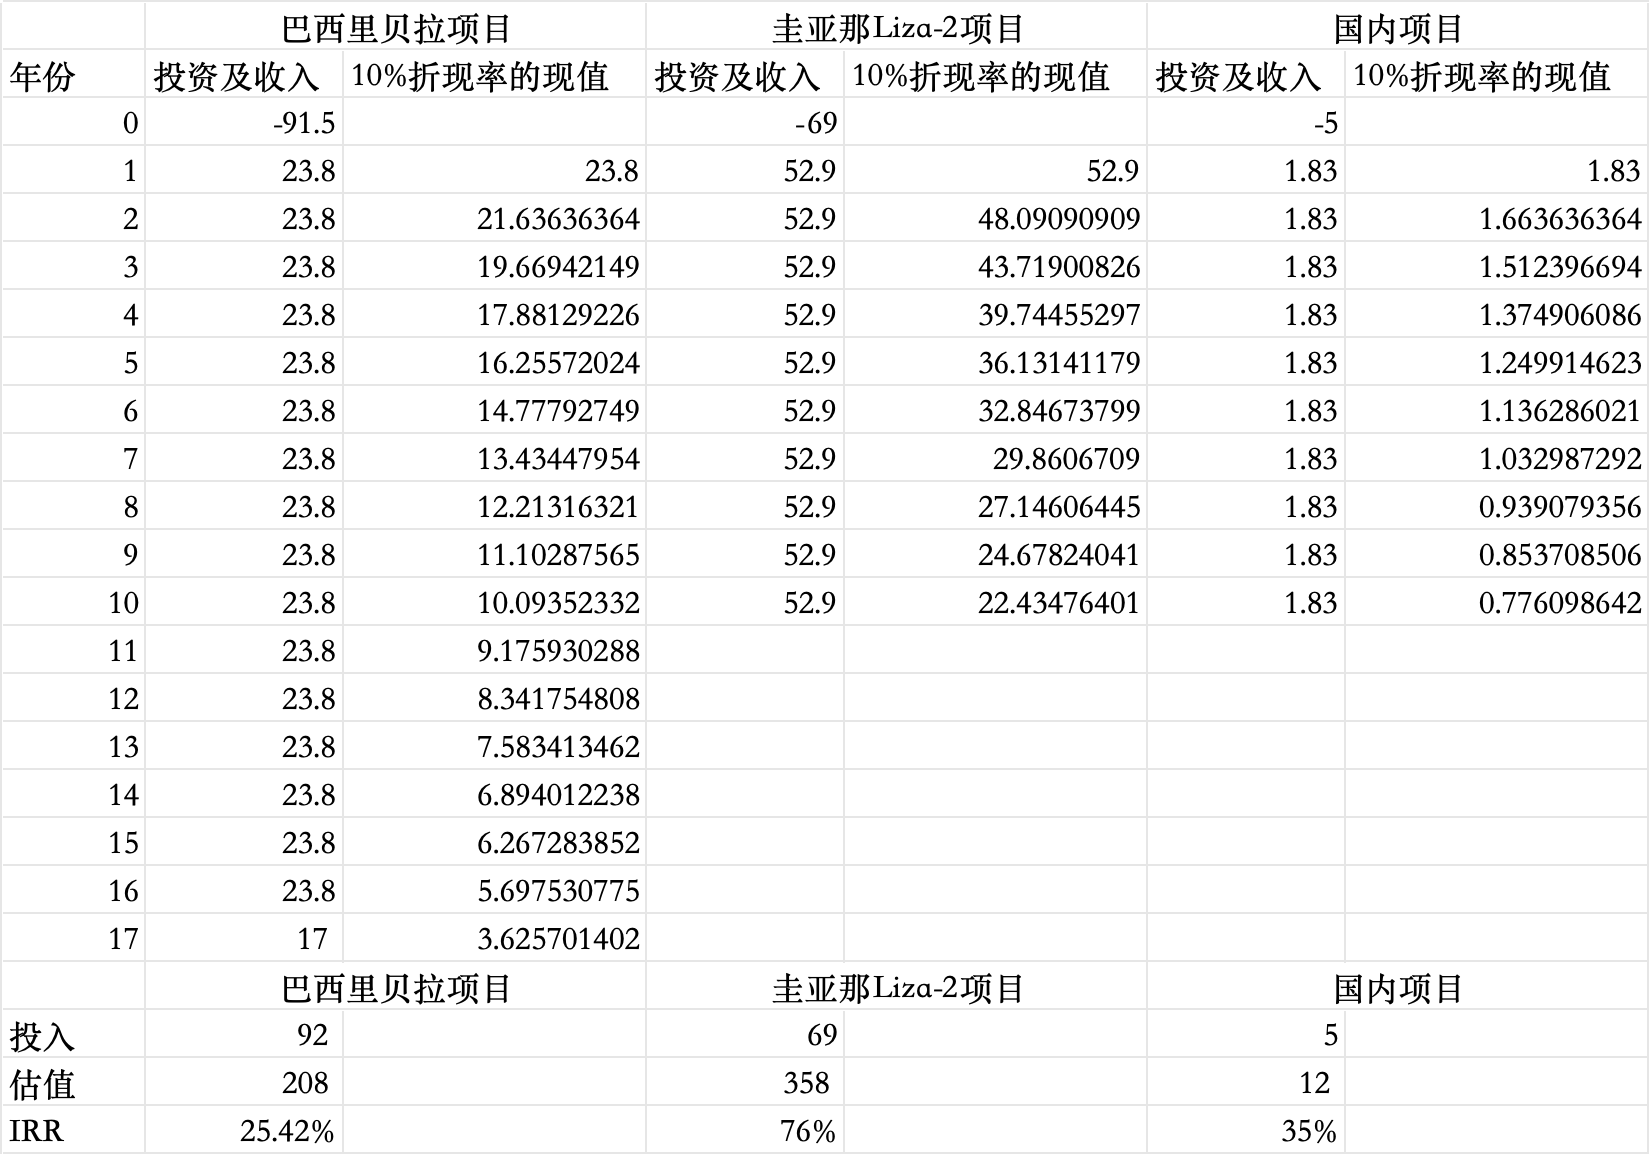 巴西里贝拉项目 圭亚那Liza-2项目 国内项目
年份 投资及收入 10%折现率的现值 投资及收入 10%折现率的现值 投资及收入 10%折现率的现值
0 -91.5 -69 -5
1 23.8 23.8 52.9 52.9 1.83 1.83
2 23.8 21.63636364 52.9 48.09090909 1.83 1.663636364
3 23.8 19.66942149 52.9 43.71900826 1.83 1.512396694
4 23.8 17.88129226 52.9 39.74455297 1.83 1.374906086
5 23.8 16.25572024 52.9 36.13141179 1.83 1.249914623
6 23.8 14.77792749 52.9 32.84673799 1.83 1.136286021
7 23.8 13.43447954 52.9 29.8606709 1.83 1.032987292
8 23.8 12.21316321 52.9 27.14606445 1.83 0.939079356
9 23.8 11.10287565 52.9 24.67824041 1.83 0.853708506
10 23.8 10.09352332 52.9 22.43476401 1.83 0.776098642
11 23.8 9.175930288
12 23.8 8.341754808
13 23.8 7.583413462
14 23.8 6.894012238
15 23.8 6.267283852
16 23.8 5.697530775
17 17 3.625701402
巴西里贝拉项目 圭亚那Liza-2项目 国内项目
投入 92 69 5
估值 208 358 12
IRR 25.42% 76% 35%